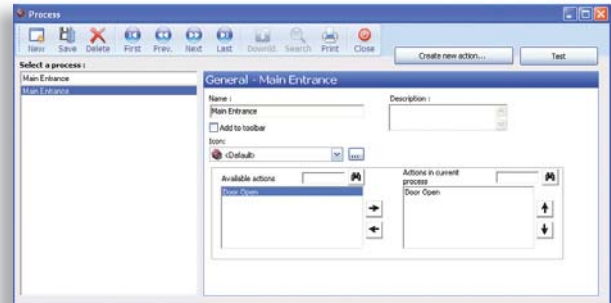 Process
New Save Delete First Prev. Next Last Downld. Search Print Close
Create new action... Test
Select a process :
Main Entrance
Main Entrance
General - Main Entrance
Name :
Description :
Main Entrance
Add to toolbar
Icon:
<Default>
Available actions
Actions in current process
Door Open
Door Open